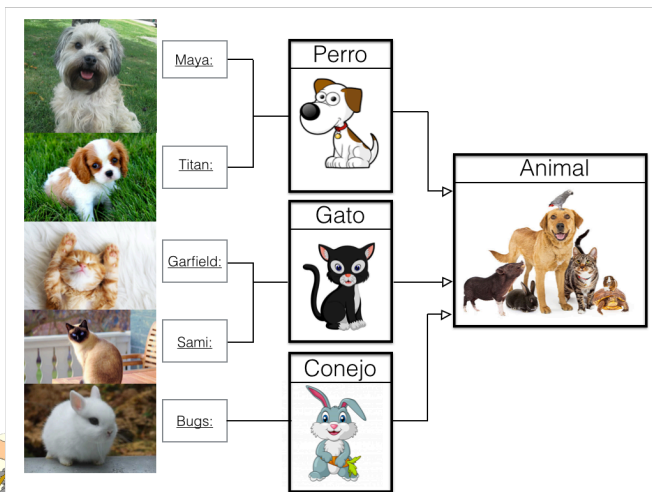 Maya:
Titan:
Garfield:
Sami:
Bugs:
Perro
Gato
Conejo
Animal